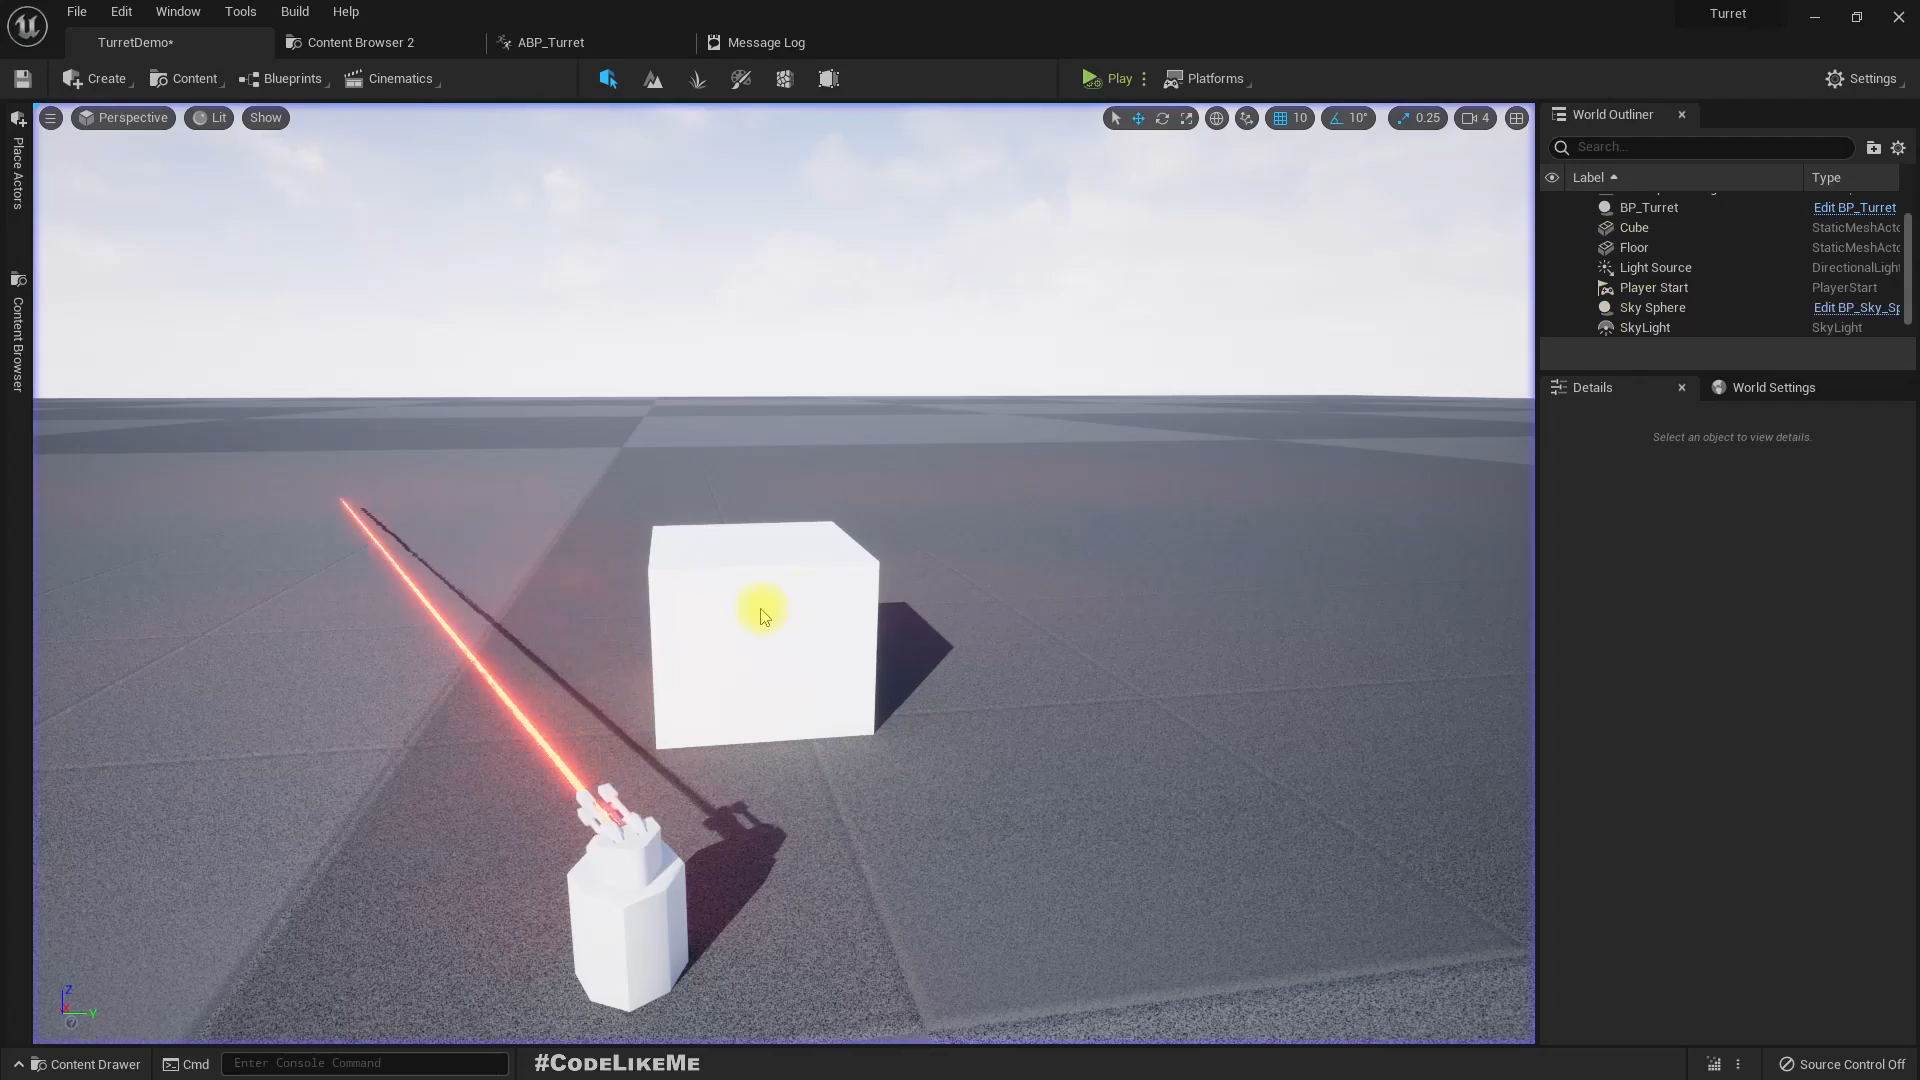 File Edit Window Tools Build Help
Turret
TurretDemo*
Content Browser 2
ABP_Turret
Message Log
Create
Content
Blueprints
Cinematics
Play
Platforms
Settings
Place Actors
Content Browser
Perspective
Lit
Show
10
10°
0.25
4
World Outliner
Search...
Label
Type
BP_Turret Edit BP_Turret
Cube StaticMeshActo
Floor StaticMeshActo
Light Source DirectionalLigh
Player Start PlayerStart
Sky Sphere Edit BP_Sky_Sp
SkyLight SkyLight
Details
World Settings
Select an object to view details.
Z
Y
Content Drawer
Cmd
Enter Console Command
#CodeLikeMe
Source Control Off